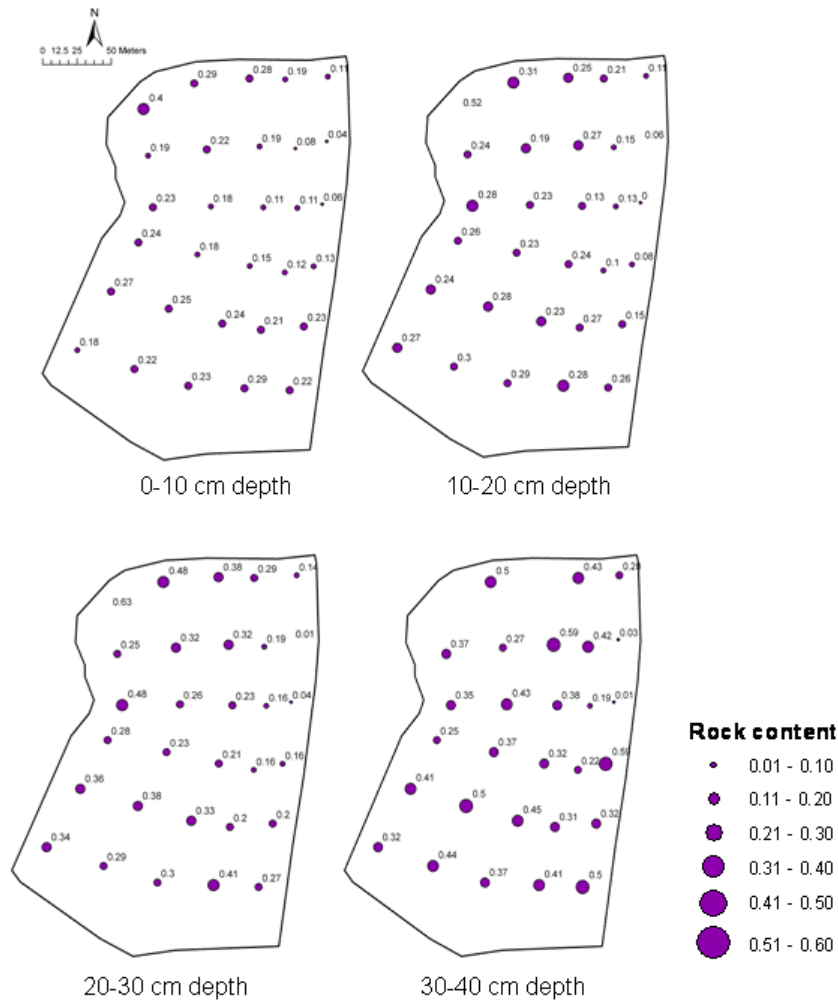 N
0 12.5 25 50 Meters
0.29 0.28 0.19 0.11
0.4
0.19 0.22 0.19 0.08 0.04
0.23 0.18 0.11 0.11 0.06
0.24 0.18 0.15 0.12 0.13
0.27 0.25 0.24 0.21 0.23
0.18 0.22 0.23 0.29 0.22
0-10 cm depth
0.31 0.25 0.21 0.11
0.52
0.24 0.19 0.27 0.15 0.06
0.28 0.23 0.13 0.13 0
0.26 0.23 0.24 0.1 0.08
0.24 0.28 0.23 0.27 0.15
0.27 0.3 0.29 0.28 0.26
10-20 cm depth
0.48 0.38 0.29 0.14
0.63
0.25 0.32 0.32 0.19 0.01
0.48 0.26 0.23 0.16 0.04
0.28 0.23 0.21 0.16 0.16
0.36 0.38 0.33 0.2 0.2
0.34 0.29 0.3 0.41 0.27
20-30 cm depth
0.5 0.43 0.28
0.37 0.27 0.59 0.42 0.03
0.35 0.43 0.38 0.19 0.01
0.25 0.37 0.32 0.22 0.59
0.41 0.5 0.45 0.31 0.32
0.32 0.44 0.37 0.41 0.5
30-40 cm depth
Rock content
0.01 - 0.10
0.11 - 0.20
0.21 - 0.30
0.31 - 0.40
0.41 - 0.50
0.51 - 0.60